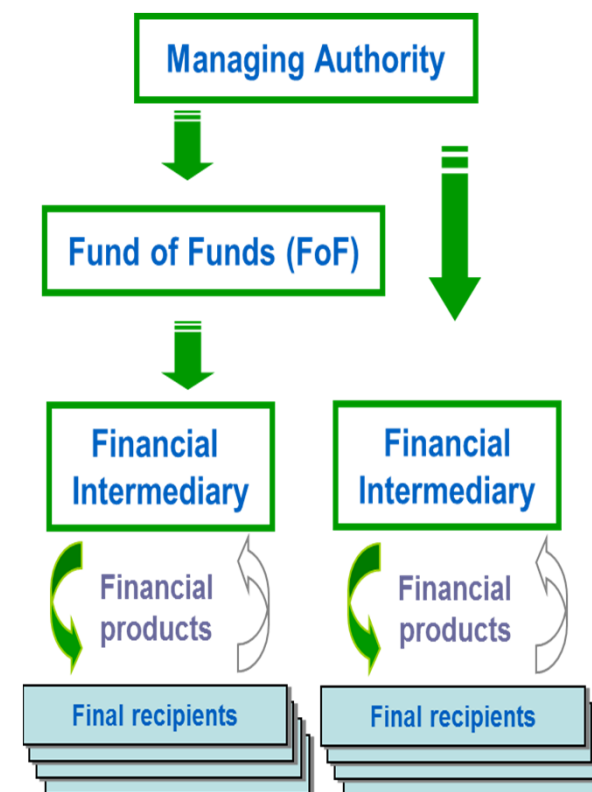 Managing Authority
Fund of Funds (FoF)
Financial
Intermediary
Financial
Intermediary
Financial
products
Financial
products
Final recipients
Final recipients